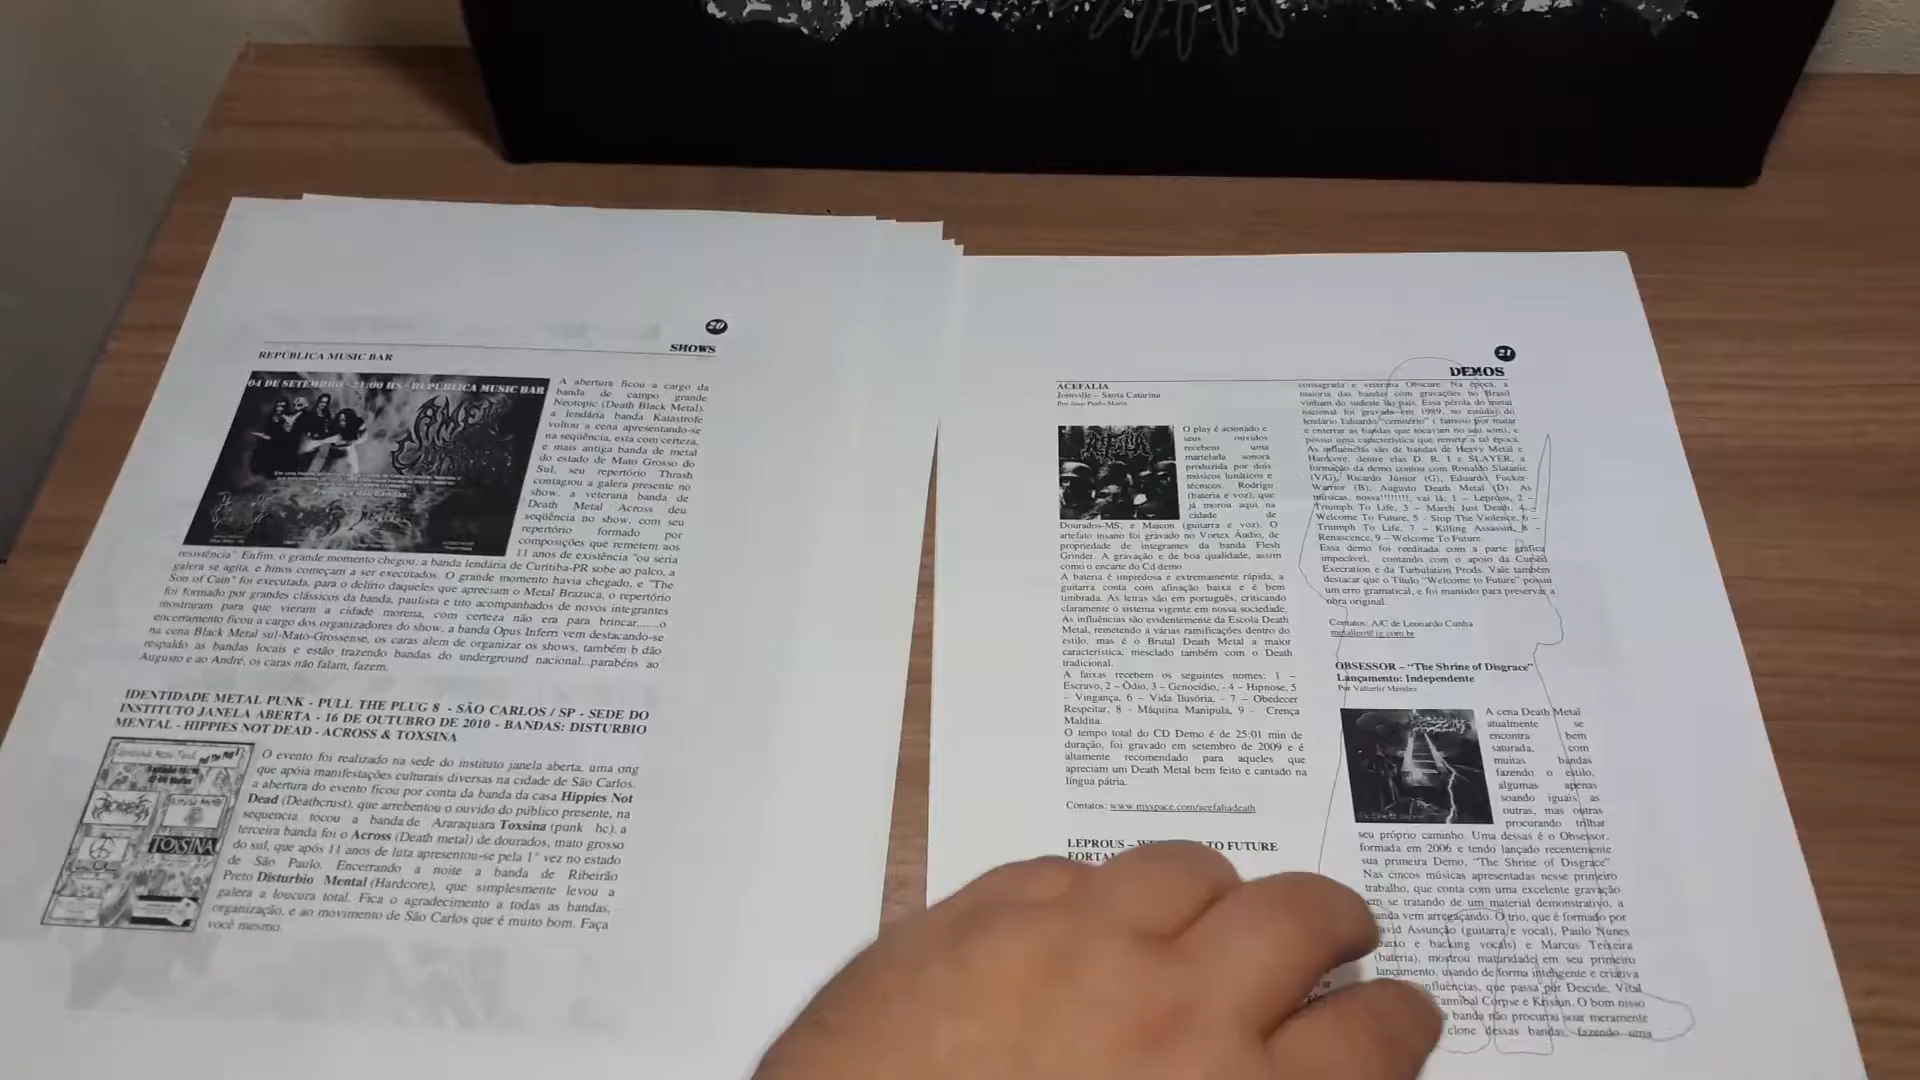 20
SHOWS
REPÚBLICA MUSIC BAR
04 DE SETEMBRO - 21:00 HS - REPUBLICA MUSIC BAR
A abertura ficou a cargo da
banda de campo grande
Neotopic (Death Black Metal),
a lendária banda Katastrofe
voltou a cena apresentando-se
na seqüência, esta com certeza,
e mais antiga banda de metal
do estado de Mato Grosso do
Sul, seu repertório Thrash
contagiou a galera presente no
show, a veterana banda de
Death Metal Across deu
seqüência no show, com seu
repertório formado por
composições que remetem aos
11 anos de existência "ou seria
resistência" Enfim, o grande momento chegou, a banda lendária de Curitiba-PR sobe ao palco, a
galera se agita, e hinos começam a ser executados. O grande momento havia chegado, e "The
Son of Cain" foi executada, para o delírio daqueles que apreciam o Metal Brazuca, o repertório
foi formado por grandes clássicos da banda, paulista e uto acompanhados de novos integrantes
mostraram para que vieram a cidade morena, com certeza não era para brincar.......o
encerramento ficou a cargo dos organizadores do show, a banda Opus Inferri vem destacando-se
na cena Black Metal sul-Mato-Grossense, os caras alem de organizar os shows, também b dão
respaldo as bandas locais e estão trazendo bandas do underground nacional...parabéns ao
Augusto e ao André, os caras não falam, fazem.
IDENTIDADE METAL PUNK - PULL THE PLUG 8 - SÃO CARLOS / SP - SEDE DO
INSTITUTO JANELA ABERTA - 16 DE OUTUBRO DE 2010 - BANDAS: DISTURBIO
MENTAL - HIPPIES NOT DEAD - ACROSS & TOXSINA
TOXSINA
O evento foi realizado na sede do instituto janela aberta, uma ong
que apóia manifestações culturais diversas na cidade de São Carlos,
a abertura do evento ficou por conta da banda da casa Hippies Not
Dead (Deathcrust), que arrebentou o ouvido do público presente, na
sequencia tocou a banda de Araraquara Toxsina (punk hc), a
terceira banda foi o Across (Death metal) de dourados, mato grosso
do sul, que após 11 anos de luta apresentou-se pela 1° vez no estado
de São Paulo. Encerrando a noite a banda de Ribeirão
Preto Disturbio Mental (Hardcore), que simplesmente levou a
galera a loucura total. Fica o agradecimento a todas as bandas,
organização, e ao movimento de São Carlos que é muito bom. Faça
você mesmo.
21
DEMOS
ACEFALIA
Joinville – Santa Catarina
Por Joao Paulo
O play é acionado e
seus ouvidos
recebem uma
martelada sonora
produzida por dois
músicos lunáticos e
técnicos, Rodrigo
(bateria e voz), que
já morou aqui na
cidade de
Dourados-MS, e Maicon (guitarra e voz). O
artefato insano foi gravado no Vortex Áudio, de
propriedade de integrantes da banda Flesh
Grinder. A gravação e de boa qualidade, assim
como o encarte do Cd demo.
A bateria é impiedosa e extremamente rápida, a
guitarra conta com afinação baixa e é bem
timbrada. As letras são em português, criticando
claramente o sistema vigente em nossa sociedade.
As influências são evidentemente da Escola Death
Metal, remetendo a várias ramificações dentro do
estilo, mas é o Brutal Death Metal a maior
característica, mesclado também com o Death
tradicional.
A faixas recebem os seguintes nomes: 1 –
Escravo, 2 – Ódio, 3 – Genocídio, - 4 – Hipnose, 5
– Vingança, 6 – Vida Ilusória, - 7 – Obedecer
Respeitar, 8 - Máquina Manipula, 9 - Crença
Maldita.
O tempo total do CD Demo é de 25:01 min de
duração, foi gravado em setembro de 2009 e é
altamente recomendado para aqueles que
apreciam um Death Metal bem feito e cantado na
língua pátria.
Contatos: www.myspace.com/acefaliadeath
LEPROUS – TO FUTURE
consagrada e veterana Obscure. Na época, a
maioria das bandas com gravações no Brasil
vinham do sudeste do país. Essa pérola do metal
nacional foi gravada em 1989, no estúdio do
lendário Eduardo "cemitério" ( famoso por matar
e enterrar as bandas que tocavam no seu som), e
possui uma característica que remete a tal época.
As influências são de bandas de Heavy Metal e
Hardcore, dentre elas D. R. I e SLAYER, a
formação da demo contou com Ronaldo Slatanic
(V/G), Ricardo Júnior (G), Eduardo Fucker-
Warrior (B), Augusto Death Metal (D). As
músicas, nossa!!!!!!!!, vai lá: 1 – Leprous, 2 –
Triumph To Life, 3 – March Just Death, 4 –
Welcome To Future, 5 - Stop The Violence, 6 –
Triumph To Life, 7 – Killing Assassin, 8 –
Renascence, 9 – Welcome To Future.
Essa demo foi reeditada com a parte gráfica
impecável, contando com o apoio da Cursed
Execration e da Turbulation Prods. Vale também
destacar que o Título "Welcome to Future" possui
um erro gramatical, e foi mantido para preservar a
obra original.
Contatos: A/C de Leonardo Cunha
metalleo@ig.com.br
OBSESSOR – "The Shrine of Disgrace"
Lançamento: Independente
Por Valterlir Mendes
A cena Death Metal
atualmente se
encontra bem
saturada, com
muitas bandas
fazendo o estilo,
algumas apenas
soando iguais as
outras, mas outras
procurando trilhar
seu próprio caminho. Uma dessas é o Obsessor,
formada em 2006 e tendo lançado recentemente
sua primeira Demo, "The Shrine of Disgrace".
Nas cinco músicas apresentadas nesse primeiro
trabalho, que conta com uma excelente gravação
em se tratando de um material demonstrativo, a
banda vem arregaçando. O trio, que é formado por
David Assunção (guitarra e vocal), Paulo Nunes
(baixo e backing vocals) e Marcus Teixeira
(bateria), mostrou maturidade em seu primeiro
lançamento, usando de forma inteligente e criativa
influências, que passa por Deicide, Vital
Cannibal Corpse e Krisiun. O bom nisso
a banda não procurou soar meramente
clone dessas bandas, fazendo uma